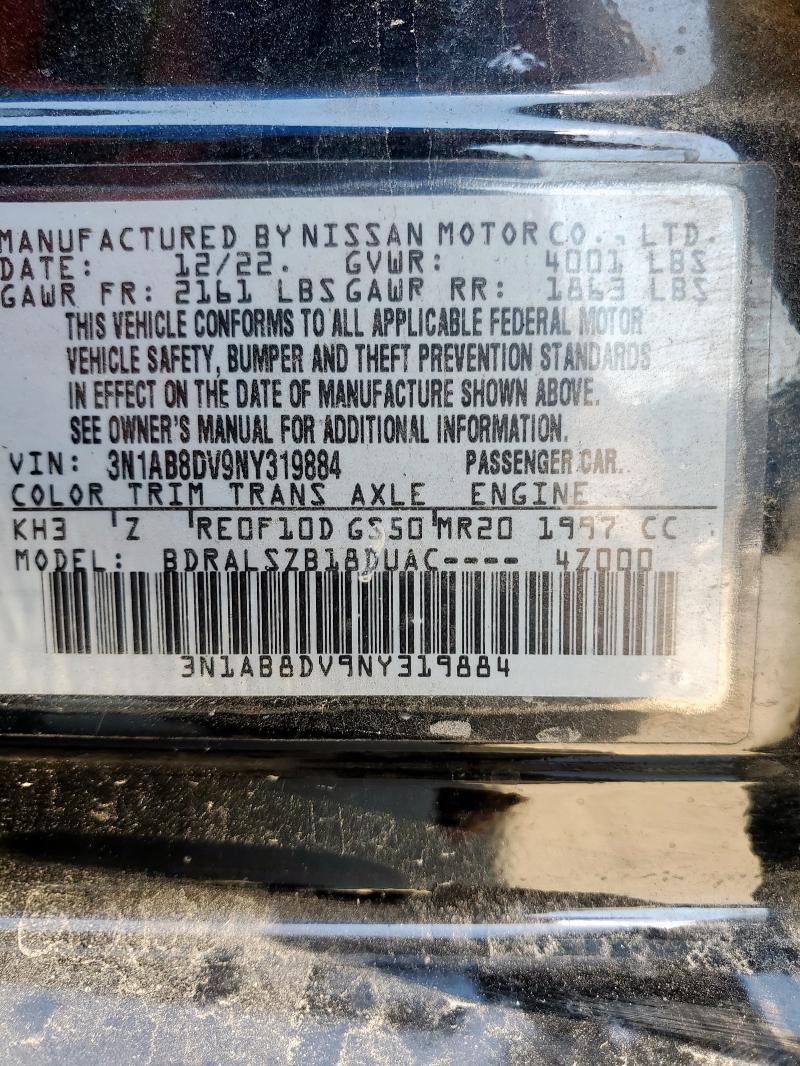 MANUFACTURED BY NISSAN MOTOR CO., LTD.
DATE: 12/22. GVWR: 4001 LBS
GAWR FR: 2161 LBS GAWR RR: 1863 LBS
THIS VEHICLE CONFORMS TO ALL APPLICABLE FEDERAL MOTOR
VEHICLE SAFETY, BUMPER AND THEFT PREVENTION STANDARDS
IN EFFECT ON THE DATE OF MANUFACTURE SHOWN ABOVE.
SEE OWNER'S MANUAL FOR ADDITIONAL INFORMATION.
VIN: 3N1AB8DV9NY319884 PASSENGER CAR.
COLOR TRIM TRANS AXLE ENGINE
KH3 'Z 'RE0F10D GS50'MR20 1997 CC
MODEL: BDRALSZB18DUAC---- 4Z000
3N1AB8DV9NY319884